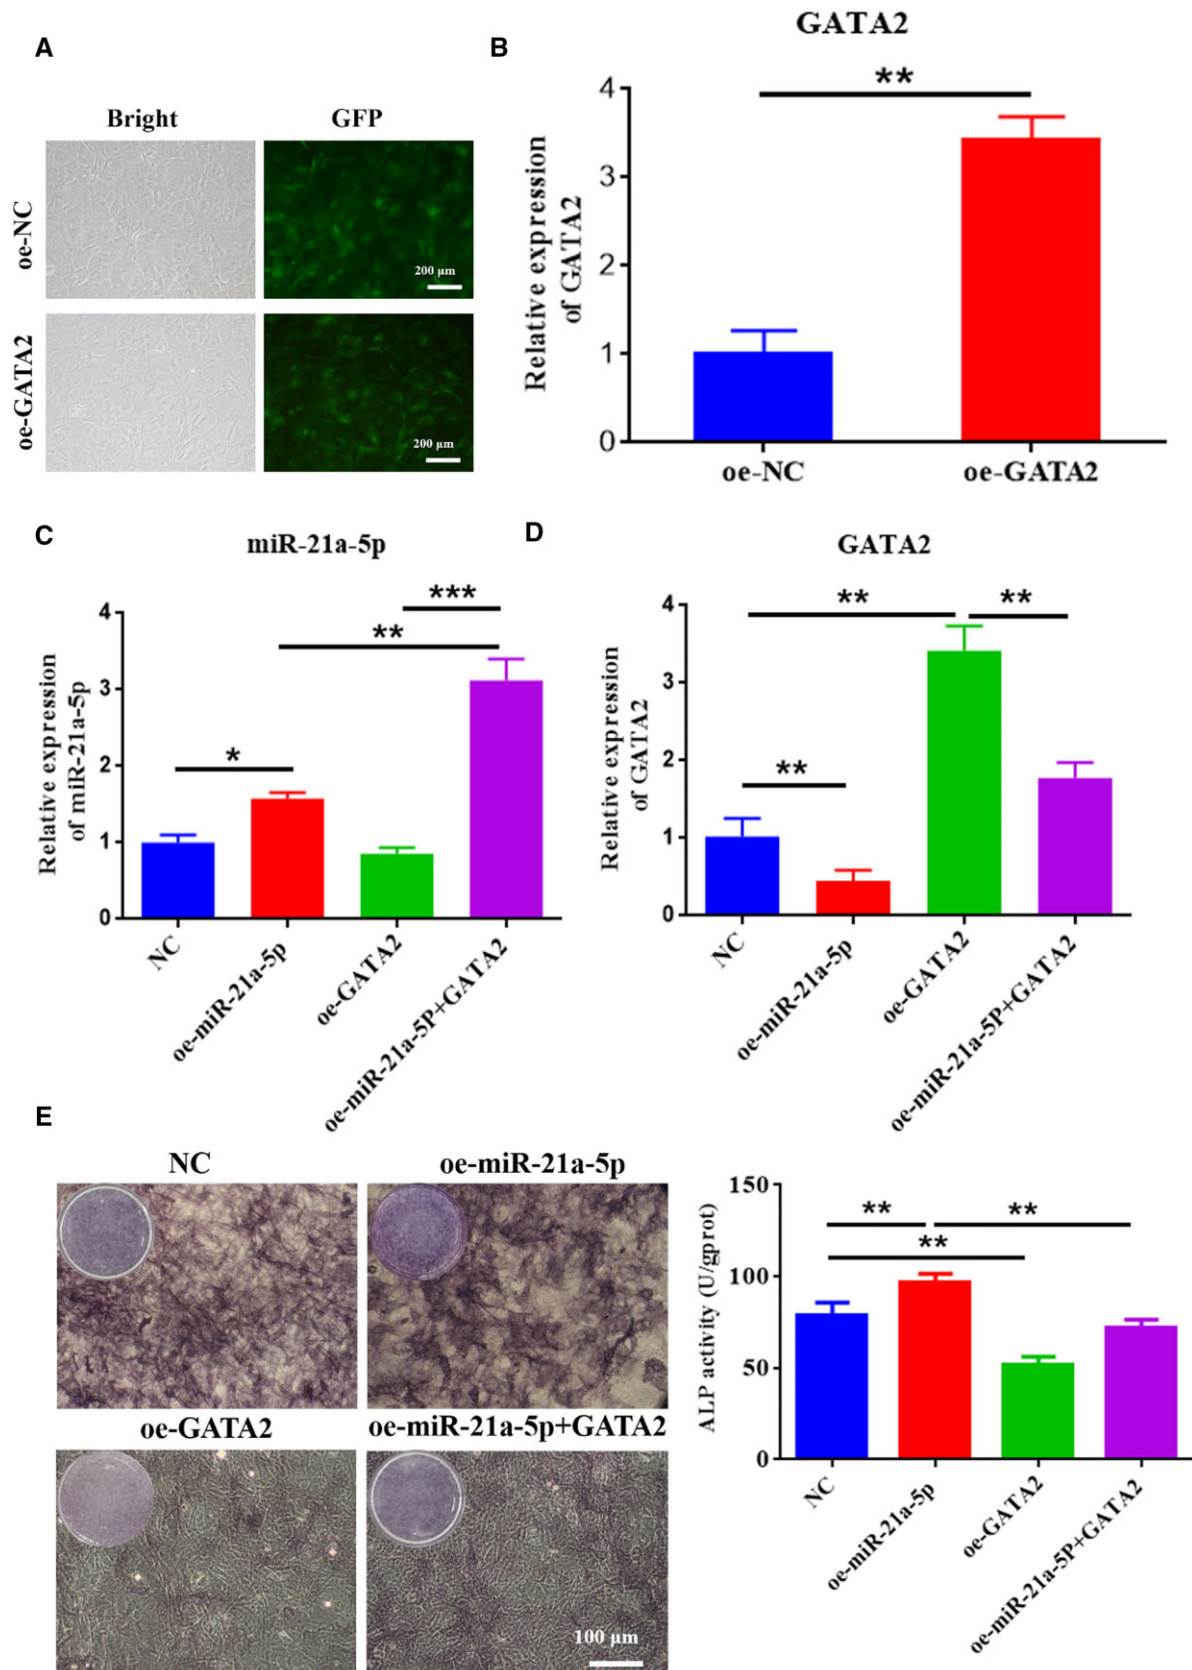 A
Bright
GFP
oe-NC
200 µm
oe-GATA2
200 µm
B
GATA2
**
Relative expression
of GATA2
4
3
2
1
0
oe-NC
oe-GATA2
C
miR-21a-5p
Relative expression
of miR-21a-5p
4
3
2
1
0
***
**
*
NC
oe-miR-21a-5p
oe-GATA2
oe-miR-21a-5P+GATA2
D
GATA2
Relative expression
of GATA2
4
3
2
1
0
**
**
**
NC
oe-miR-21a-5p
oe-GATA2
oe-miR-21a-5P+GATA2
E
NC
oe-miR-21a-5p
oe-GATA2
oe-miR-21a-5p+GATA2
100 µm
ALP activity (U/gprot)
150
100
50
0
**
**
**
NC
oe-miR-21a-5p
oe-GATA2
oe-miR-21a-5P+GATA2